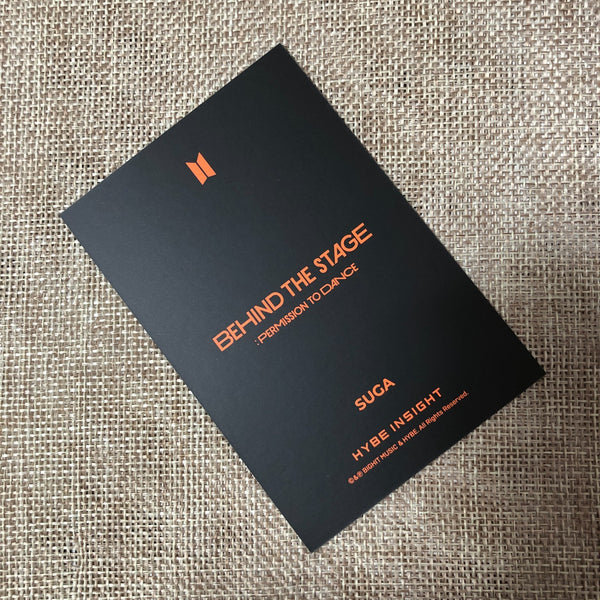 BEHIND THE STAGE
:PERMISSION TO DANCE
SUGA
HYBE INSIGHT
©&℗ BIGHIT MUSIC & HYBE. All Rights Reserved.